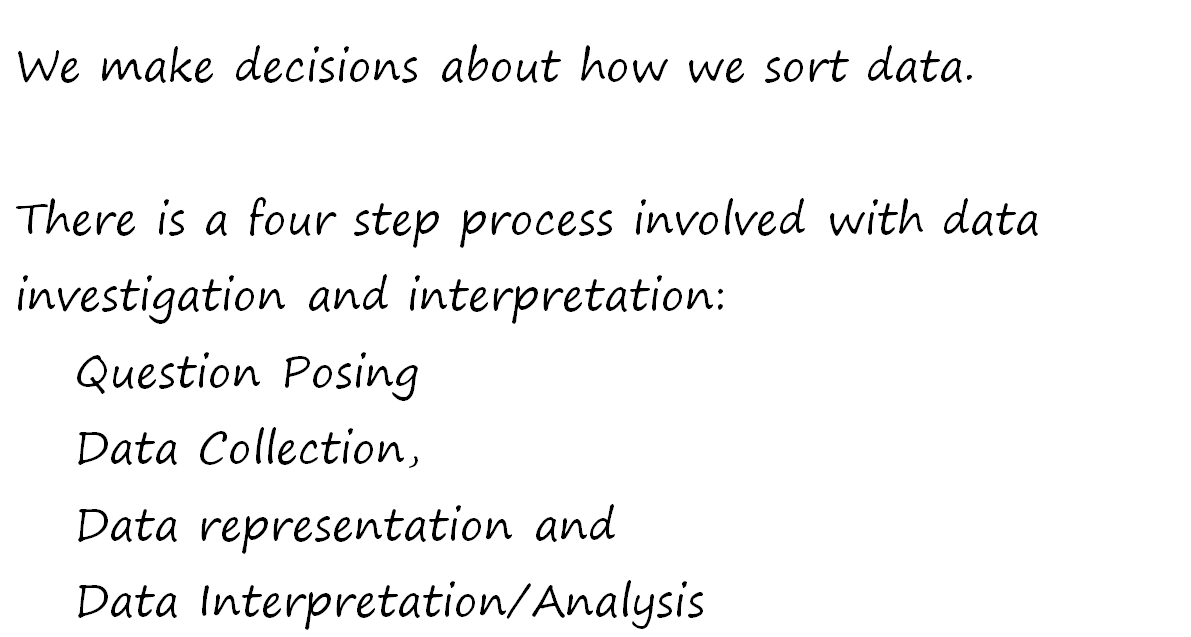 We make decisions about how we sort data.
There is a four step process involved with data
investigation and interpretation:
Question Posing
Data Collection,
Data representation and
Data Interpretation/Analysis